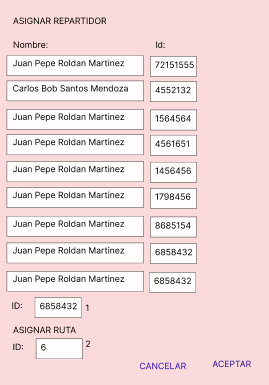 ASIGNAR REPARTIDOR
Nombre: Id:
Juan Pepe Roldan Martinez 72151555
Carlos Bob Santos Mendoza 4552132
Juan Pepe Roldan Martinez 1564564
Juan Pepe Roldan Martinez 4561651
Juan Pepe Roldan Martinez 1456456
Juan Pepe Roldan Martinez 1798456
Juan Pepe Roldan Martinez 8685154
Juan Pepe Roldan Martinez 6858432
Juan Pepe Roldan Martinez 6858432
ID: 6858432 1
ASIGNAR RUTA
ID: 6 2
CANCELAR ACEPTAR